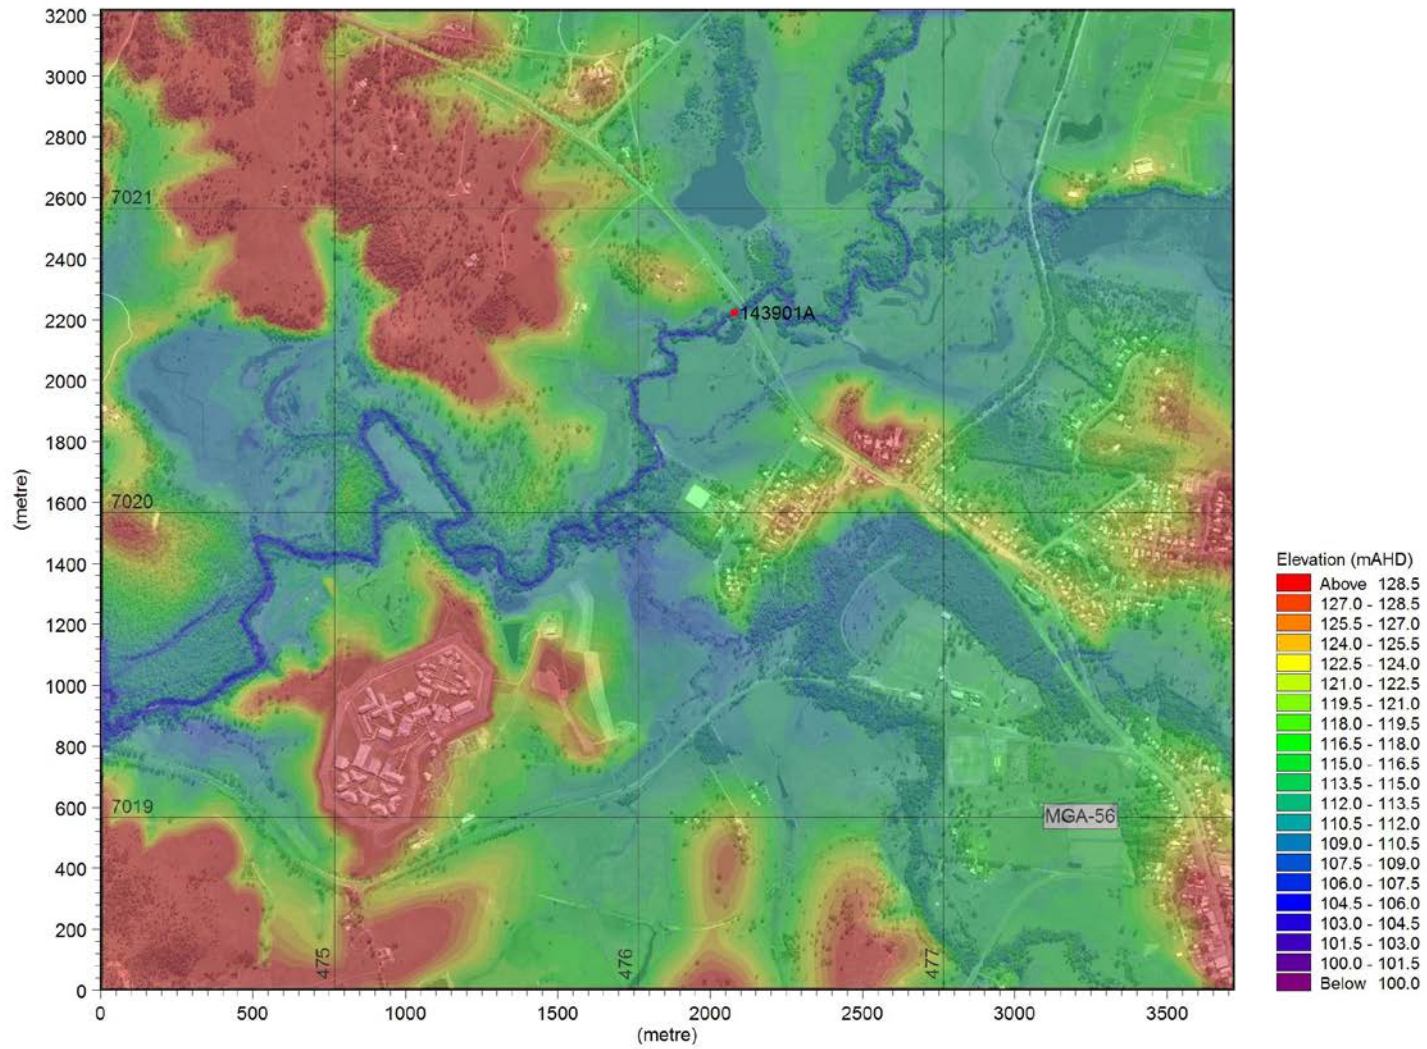 3200
3000
2800
2600
2400
2200
2000
1800
1600
1400
1200
1000
800
600
400
200
0
(metre)
7021
7020
7019
143901A
MGA-56
475
476
477
0
500
1000
1500
2000
2500
3000
3500
(metre)
Elevation (mAHD)
Above 128.5
127.0 - 128.5
125.5 - 127.0
124.0 - 125.5
122.5 - 124.0
121.0 - 122.5
119.5 - 121.0
118.0 - 119.5
116.5 - 118.0
115.0 - 116.5
113.5 - 115.0
112.0 - 113.5
110.5 - 112.0
109.0 - 110.5
107.5 - 109.0
106.0 - 107.5
104.5 - 106.0
103.0 - 104.5
101.5 - 103.0
100.0 - 101.5
Below 100.0